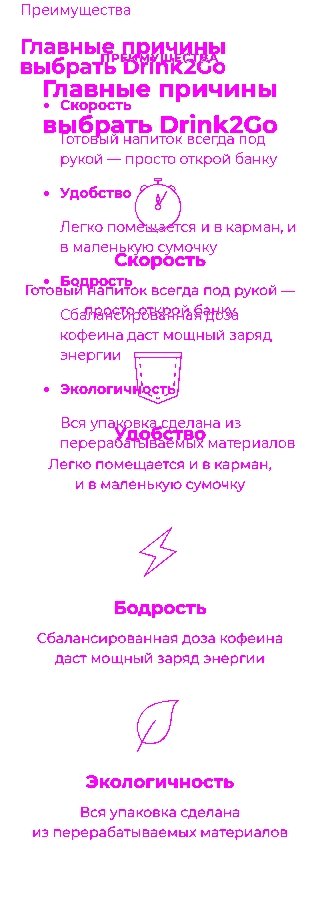 Преимущества
ПРЕИМУЩЕСТВА
Главные причины
выбрать Drink2Go
Главные причины
выбрать Drink2Go
Скорость
Готовый напиток всегда под
рукой — просто открой банку
Удобство
Легко помещается и в карман, и
в маленькую сумочку
Скорость
Готовый напиток всегда под рукой —
просто открой банку
Бодрость
Сбалансированная доза
кофеина даст мощный заряд
энергии
Экологичность
Вся упаковка сделана из
перерабатываемых материалов
Удобство
Легко помещается и в карман,
и в маленькую сумочку
Бодрость
Сбалансированная доза кофеина
даст мощный заряд энергии
Экологичность
Вся упаковка сделана
из перерабатываемых материалов